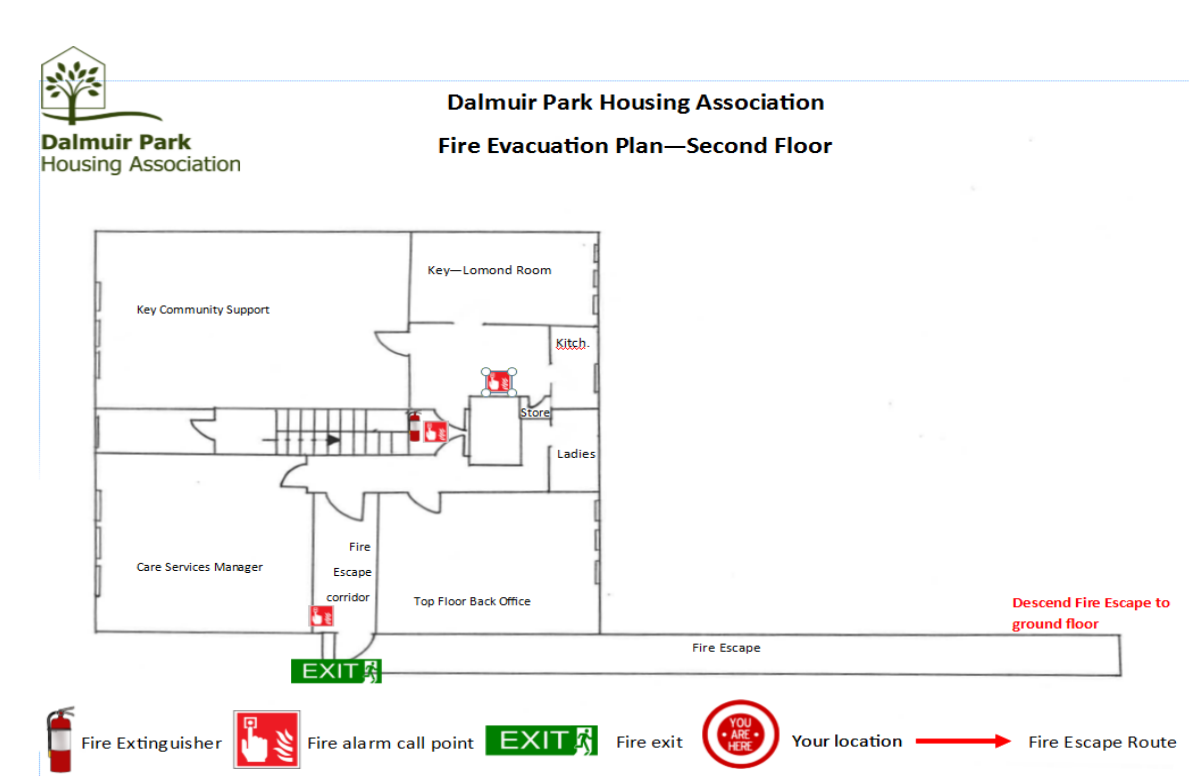 Dalmuir Park
Housing Association
Dalmuir Park Housing Association
Fire Evacuation Plan—Second Floor
Key—Lomond Room
Key Community Support
Kitch.
Store
Ladies
Fire
Escape
corridor
Care Services Manager
Top Floor Back Office
Descend Fire Escape to
ground floor
Fire Escape
EXIT
Fire Extinguisher
Fire alarm call point
EXIT
Fire exit
YOU
ARE
HERE
Your location
Fire Escape Route